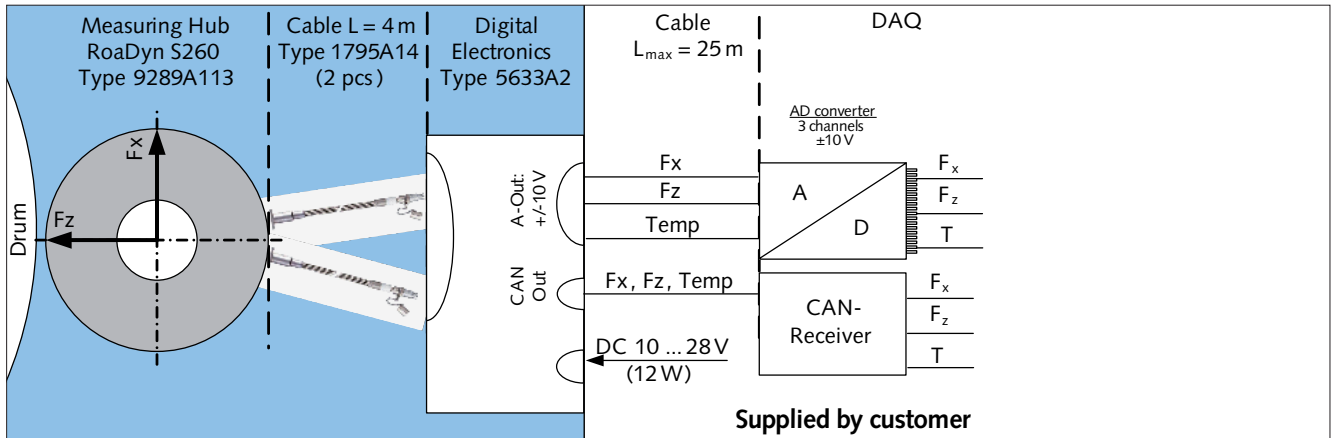 Measuring Hub
RoaDyn S260
Type 9289A113
Cable L = 4 m
Type 1795A14
(2 pcs)
Digital
Electronics
Type 5633A2
Cable
Lmax = 25 m
DAQ
AD converter
3 channels
±10 V
Drum
Fz
Fx
A-Out:
+/-10 V
CAN
Out
Fx
Fz
Temp
Fx, Fz, Temp
DC 10 ... 28 V
(12 W)
A
D
Fx
Fz
T
CAN-
Receiver
Fx
Fz
T
Supplied by customer